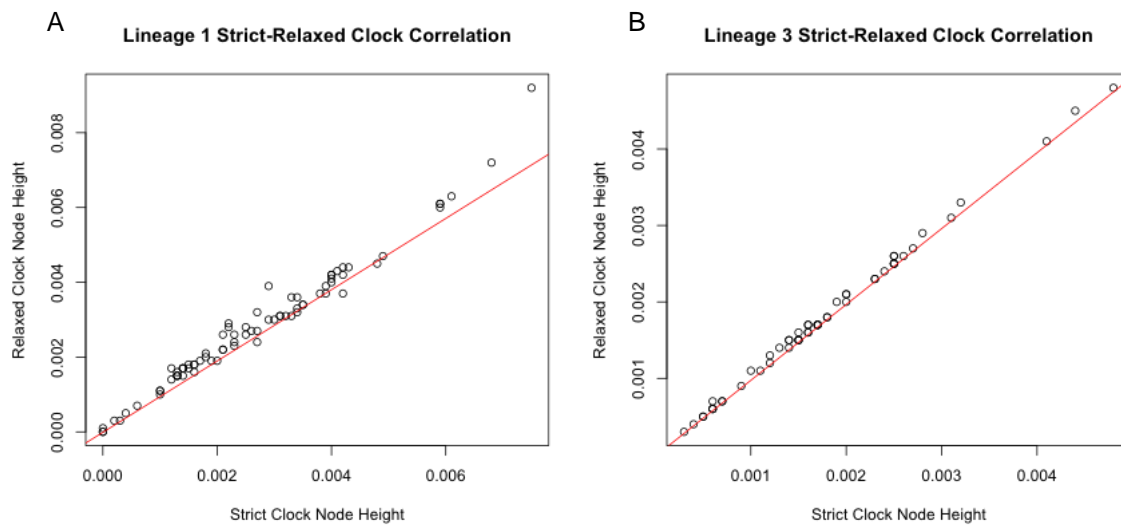 A
Lineage 1 Strict-Relaxed Clock Correlation
Relaxed Clock Node Height
0.008
0.006
0.004
0.002
0.000
0.000 0.002 0.004 0.006
Strict Clock Node Height
B
Lineage 3 Strict-Relaxed Clock Correlation
Relaxed Clock Node Height
0.004
0.003
0.002
0.001
0.001 0.002 0.003 0.004
Strict Clock Node Height